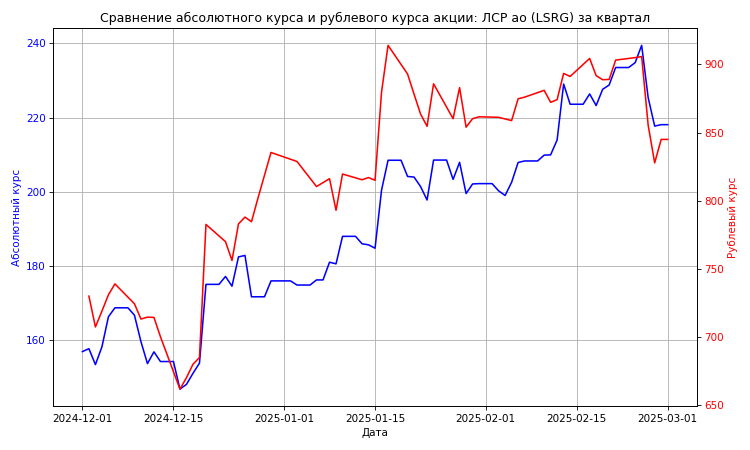 Сравнение абсолютного курса и рублевого курса акции: ЛСР ао (LSRG) за квартал
240
220
200
180
160
Абсолютный курс
900
850
800
750
700
650
Рублевый курс
2024-12-01 2024-12-15 2025-01-01 2025-01-15 2025-02-01 2025-02-15 2025-03-01
Дата